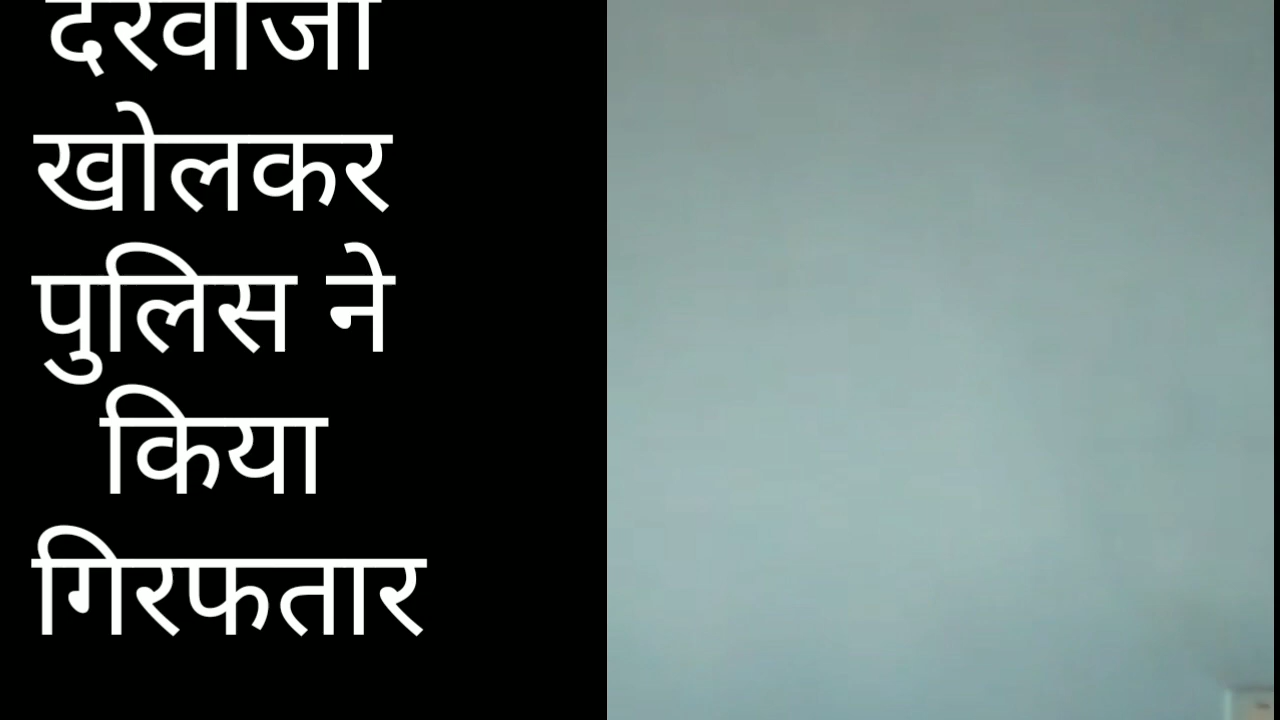 दरवाजा
खोलकर
पुलिस ने
किया
गिरफतार